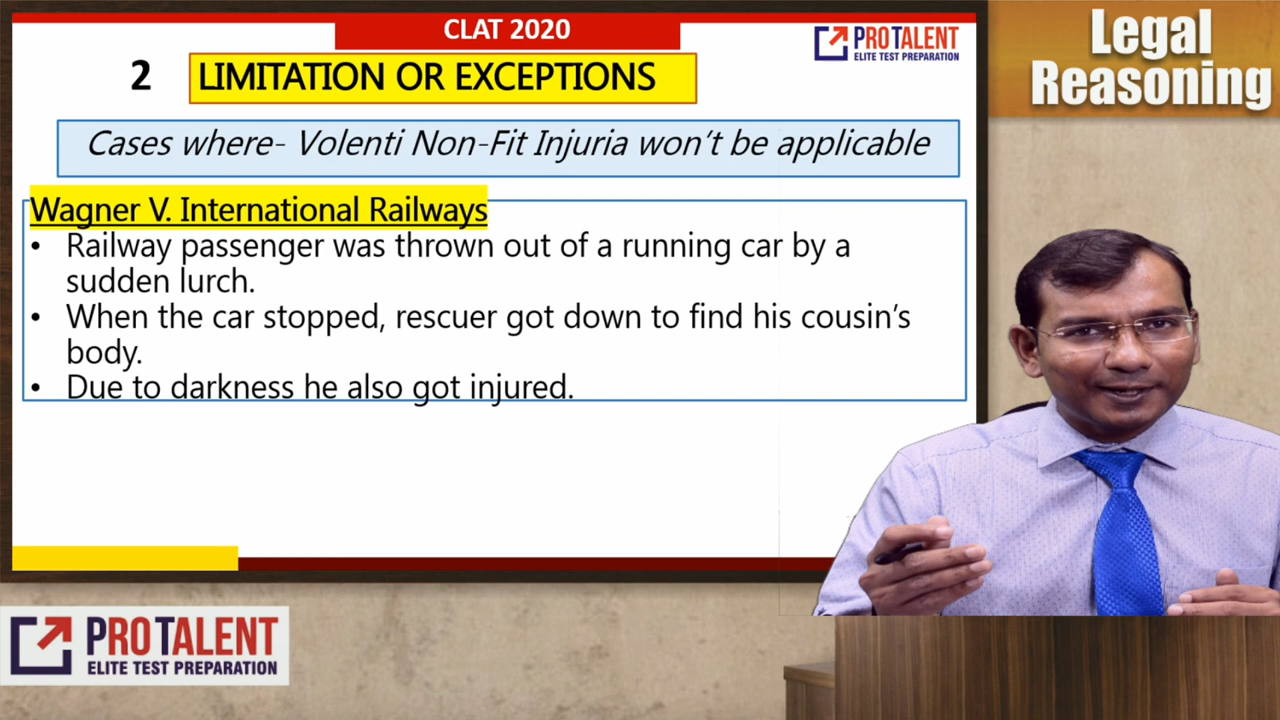 CLAT 2020
PROTALENT
ELITE TEST PREPARATION
Legal
Reasoning
2
LIMITATION OR EXCEPTIONS
Cases where- Volenti Non-Fit Injuria won't be applicable
Wagner V. International Railways
• Railway passenger was thrown out of a running car by a
sudden lurch.
• When the car stopped, rescuer got down to find his cousin's
body.
• Due to darkness he also got injured.
PROTALENT
ELITE TEST PREPARATION